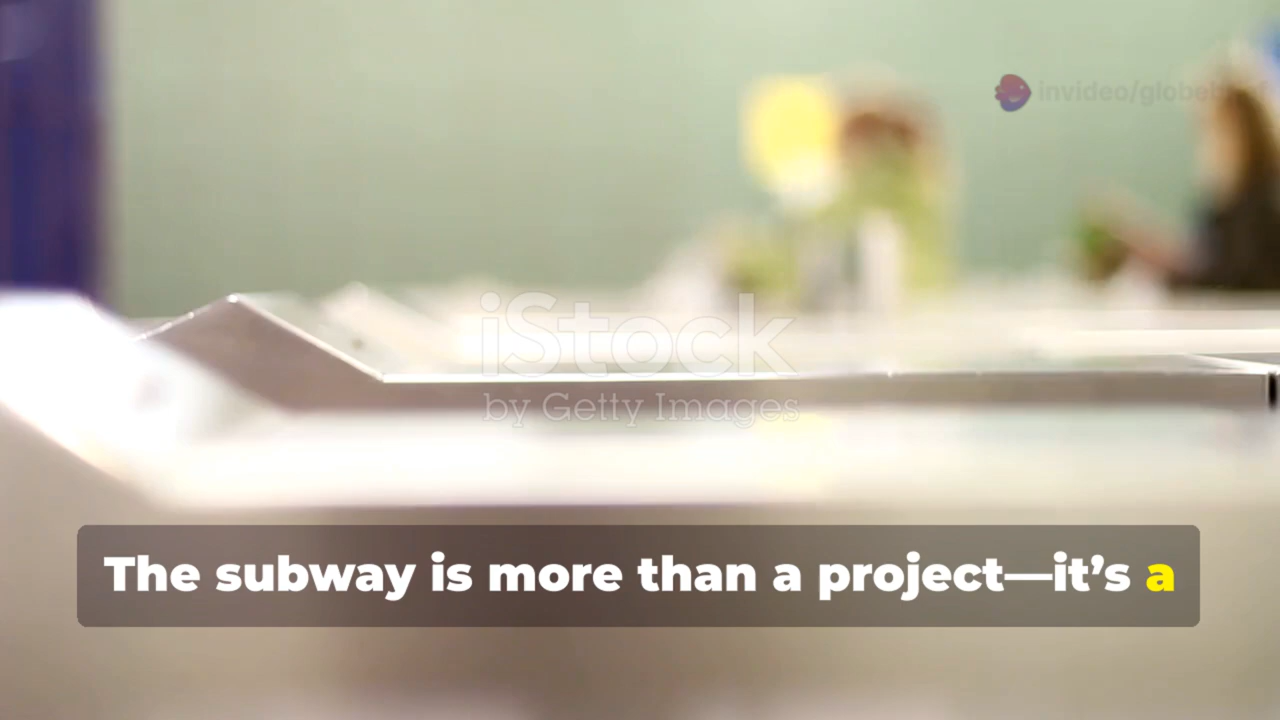 iStock
by Getty Images
The subway is more than a project—it's a